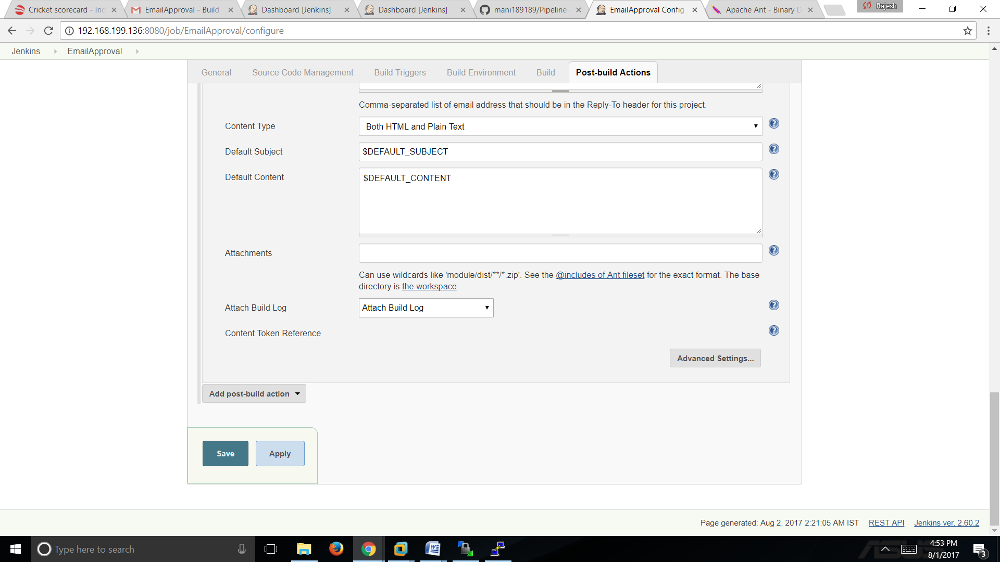 Cricket scorecard - Ind
EmailApproval - Build
Dashboard [Jenkins]
Dashboard [Jenkins]
mani189189/Pipeline-
EmailApproval Config
Apache Ant - Binary D
Rajesh
192.168.199.136:8080/job/EmailApproval/configure
Jenkins
EmailApproval
General
Source Code Management
Build Triggers
Build Environment
Build
Post-build Actions
Comma-separated list of email address that should be in the Reply-To header for this project.
Content Type
Both HTML and Plain Text
Default Subject
$DEFAULT_SUBJECT
Default Content
$DEFAULT_CONTENT
Attachments
Can use wildcards like 'module/dist/**/*.zip'. See the @includes of Ant fileset for the exact format. The base
directory is the workspace.
Attach Build Log
Attach Build Log
Content Token Reference
Advanced Settings...
Add post-build action
Save
Apply
Page generated: Aug 2, 2017 2:21:05 AM IST
REST API
Jenkins ver. 2.60.2
Type here to search
4:53 PM
8/1/2017
3